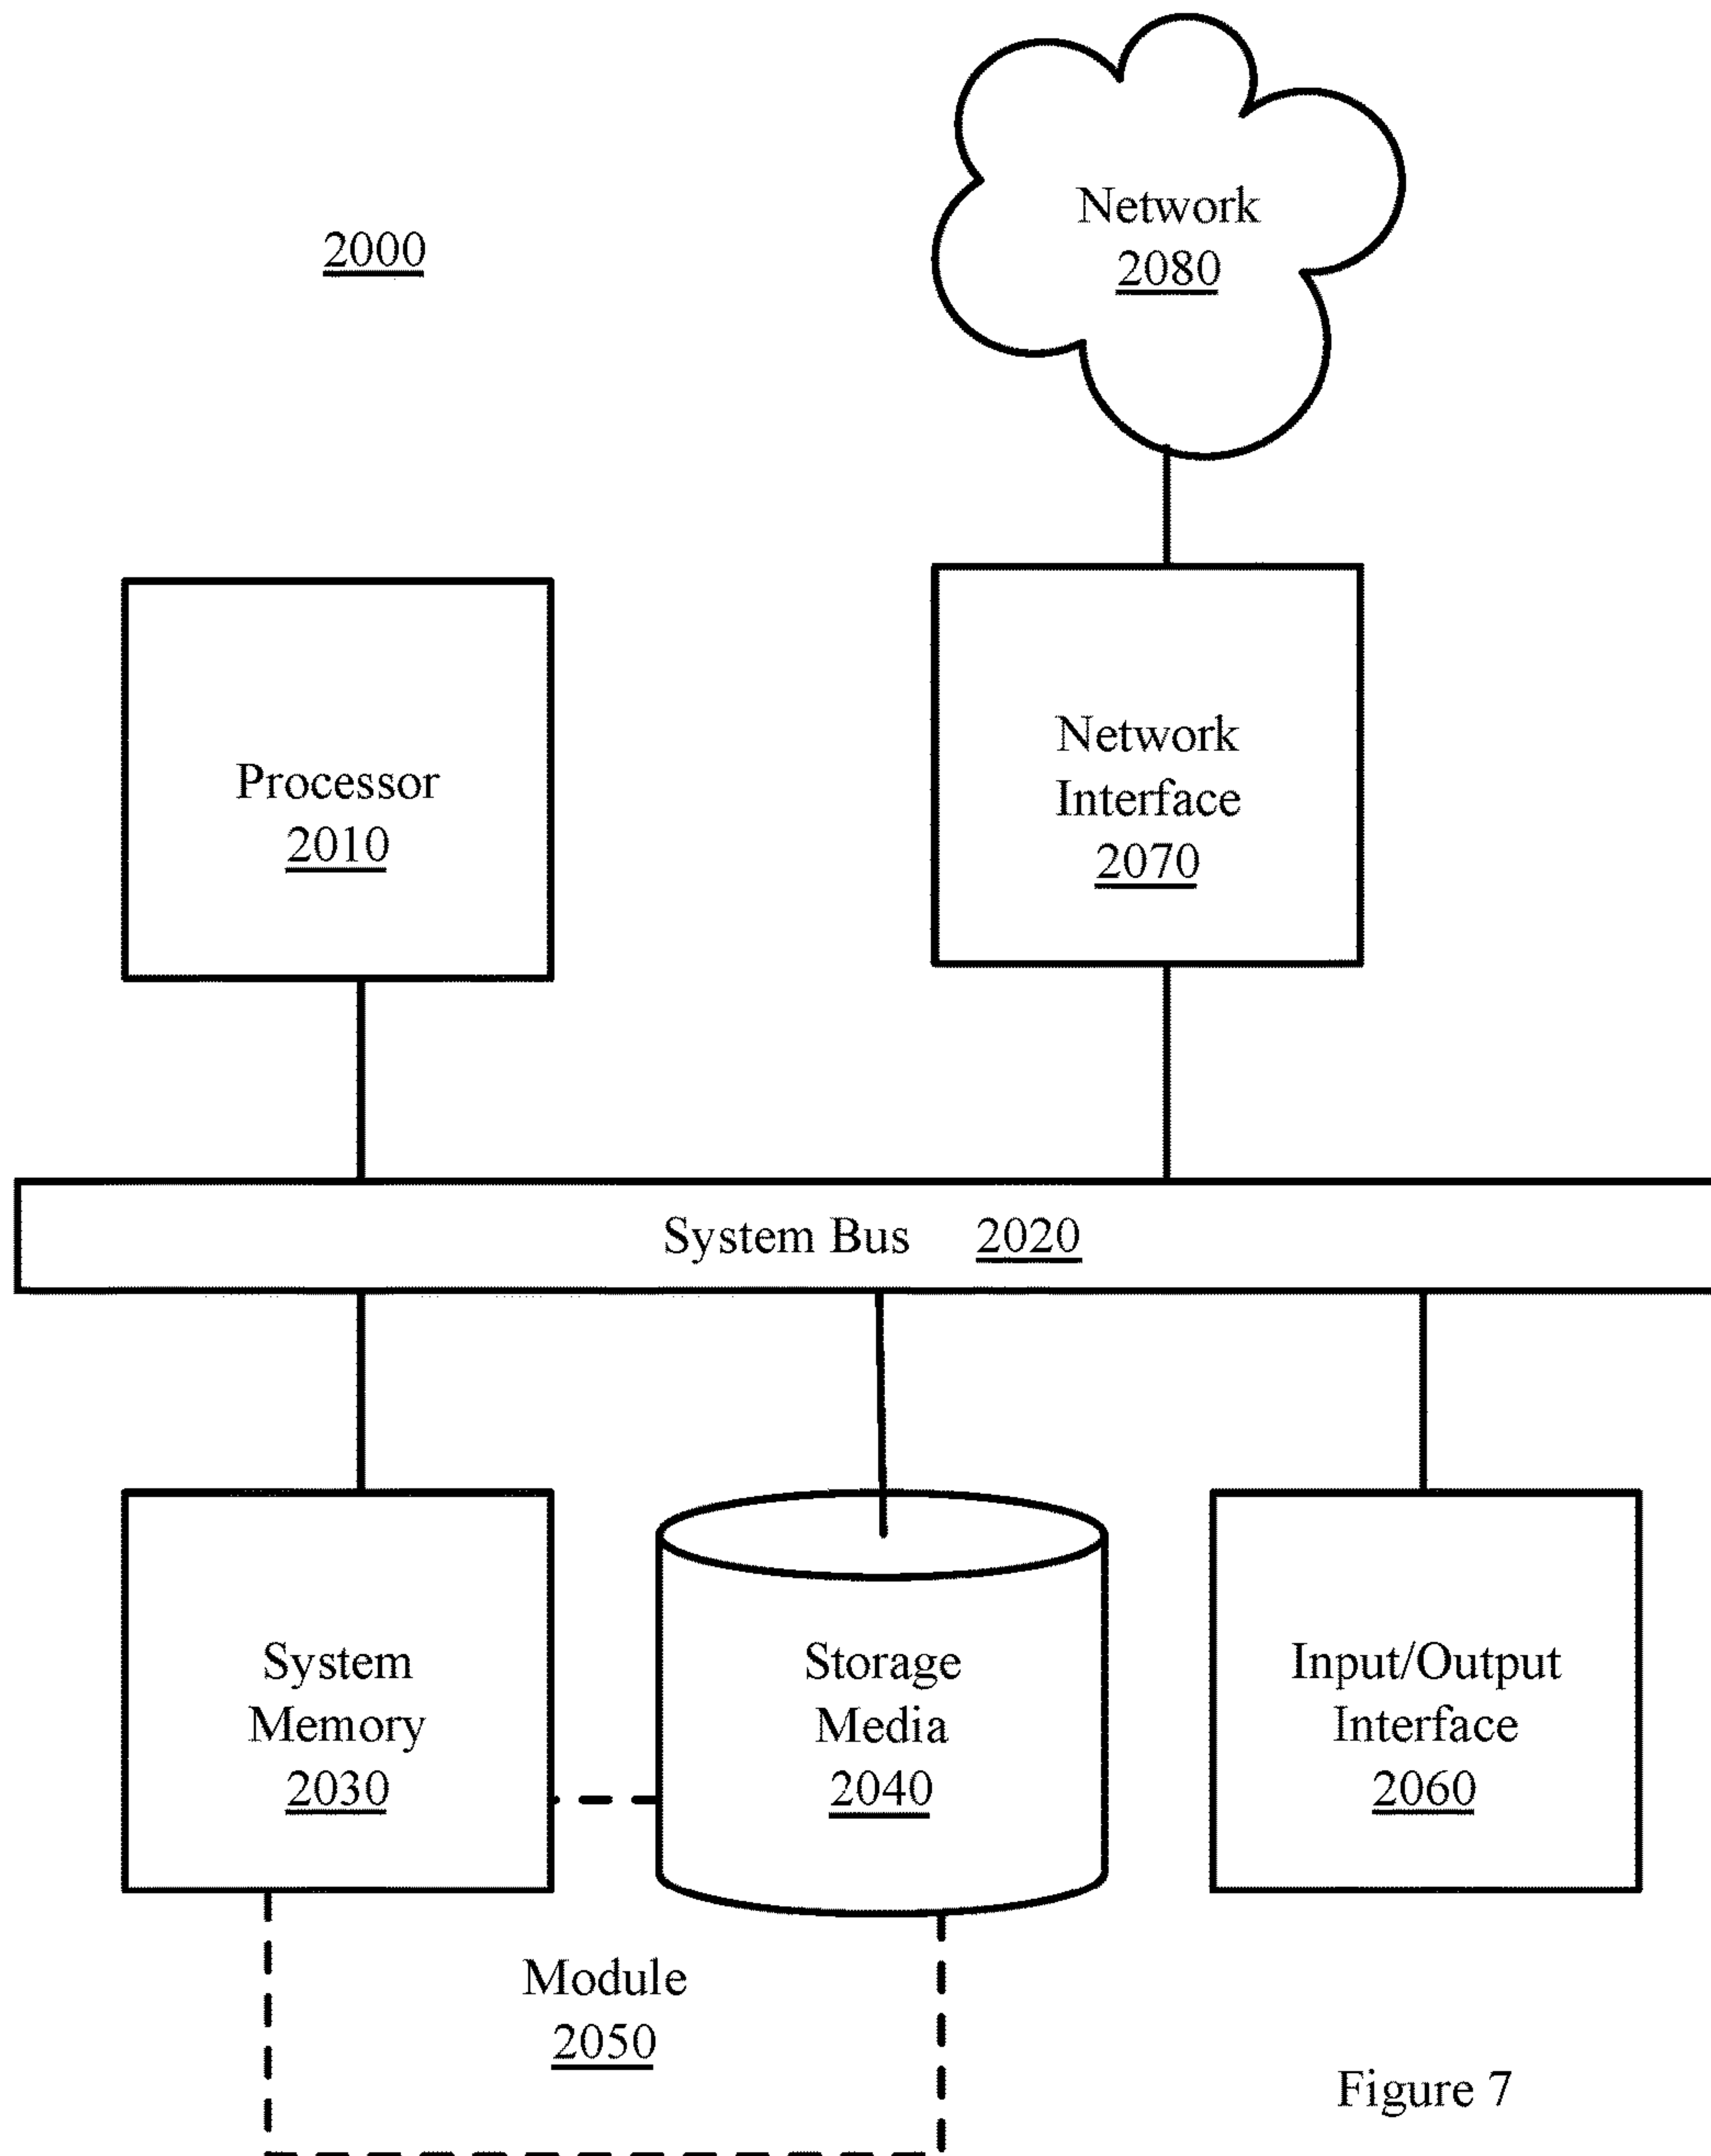 Network
2080
2000
Processor
2010
Network
Interface
2070
System Bus 2020
System
Memory
2030
Storage
Media
2040
Input/Output
Interface
2060
Module
2050
Figure 7